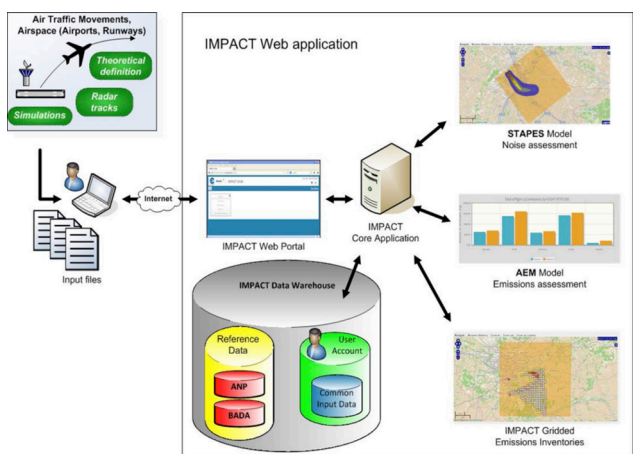 Air Traffic Movements,
Airspace (Airports, Runways)
Theoretical
definition
Radar
tracks
Simulations
Input files
Internet
IMPACT Web application
IMPACT Web Portal
IMPACT
Core Application
STAPES Model
Noise assessment
AEM Model
Emissions assessment
IMPACT Gridded
Emissions Inventories
IMPACT Data Warehouse
Reference
Data
ANP
BADA
User
Account
Common
Input Data